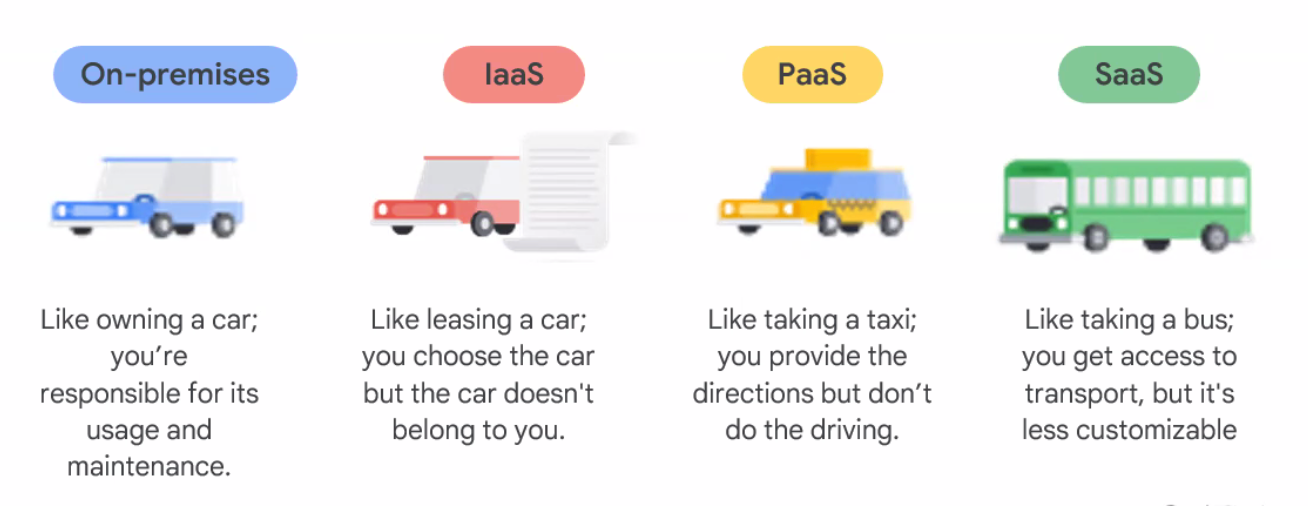 On-premises
IaaS
PaaS
SaaS
Like owning a car;
you’re
responsible for its
usage and
maintenance.
Like leasing a car;
you choose the car
but the car doesn't
belong to you.
Like taking a taxi;
you provide the
directions but don’t
do the driving.
Like taking a bus;
you get access to
transport, but it's
less customizable